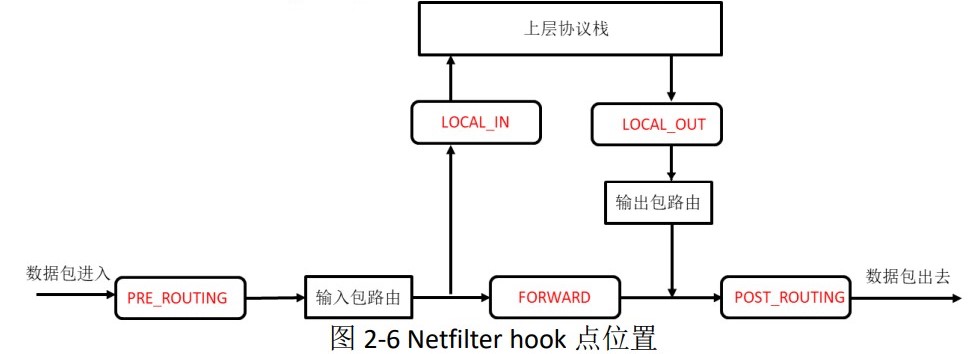 上层协议栈
LOCAL_IN
LOCAL_OUT
输出包路由
数据包进入
PRE_ROUTING
输入包路由
FORWARD
POST_ROUTING
数据包出去
图 2-6 Netfilter hook 点位置